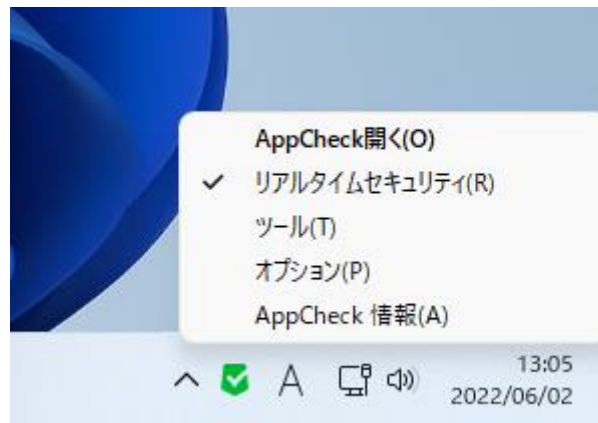 AppCheck開く(O)
リアルタイムセキュリティ(R)
ツール(T)
オプション(P)
AppCheck 情報(A)
A
13:05
2022/06/02